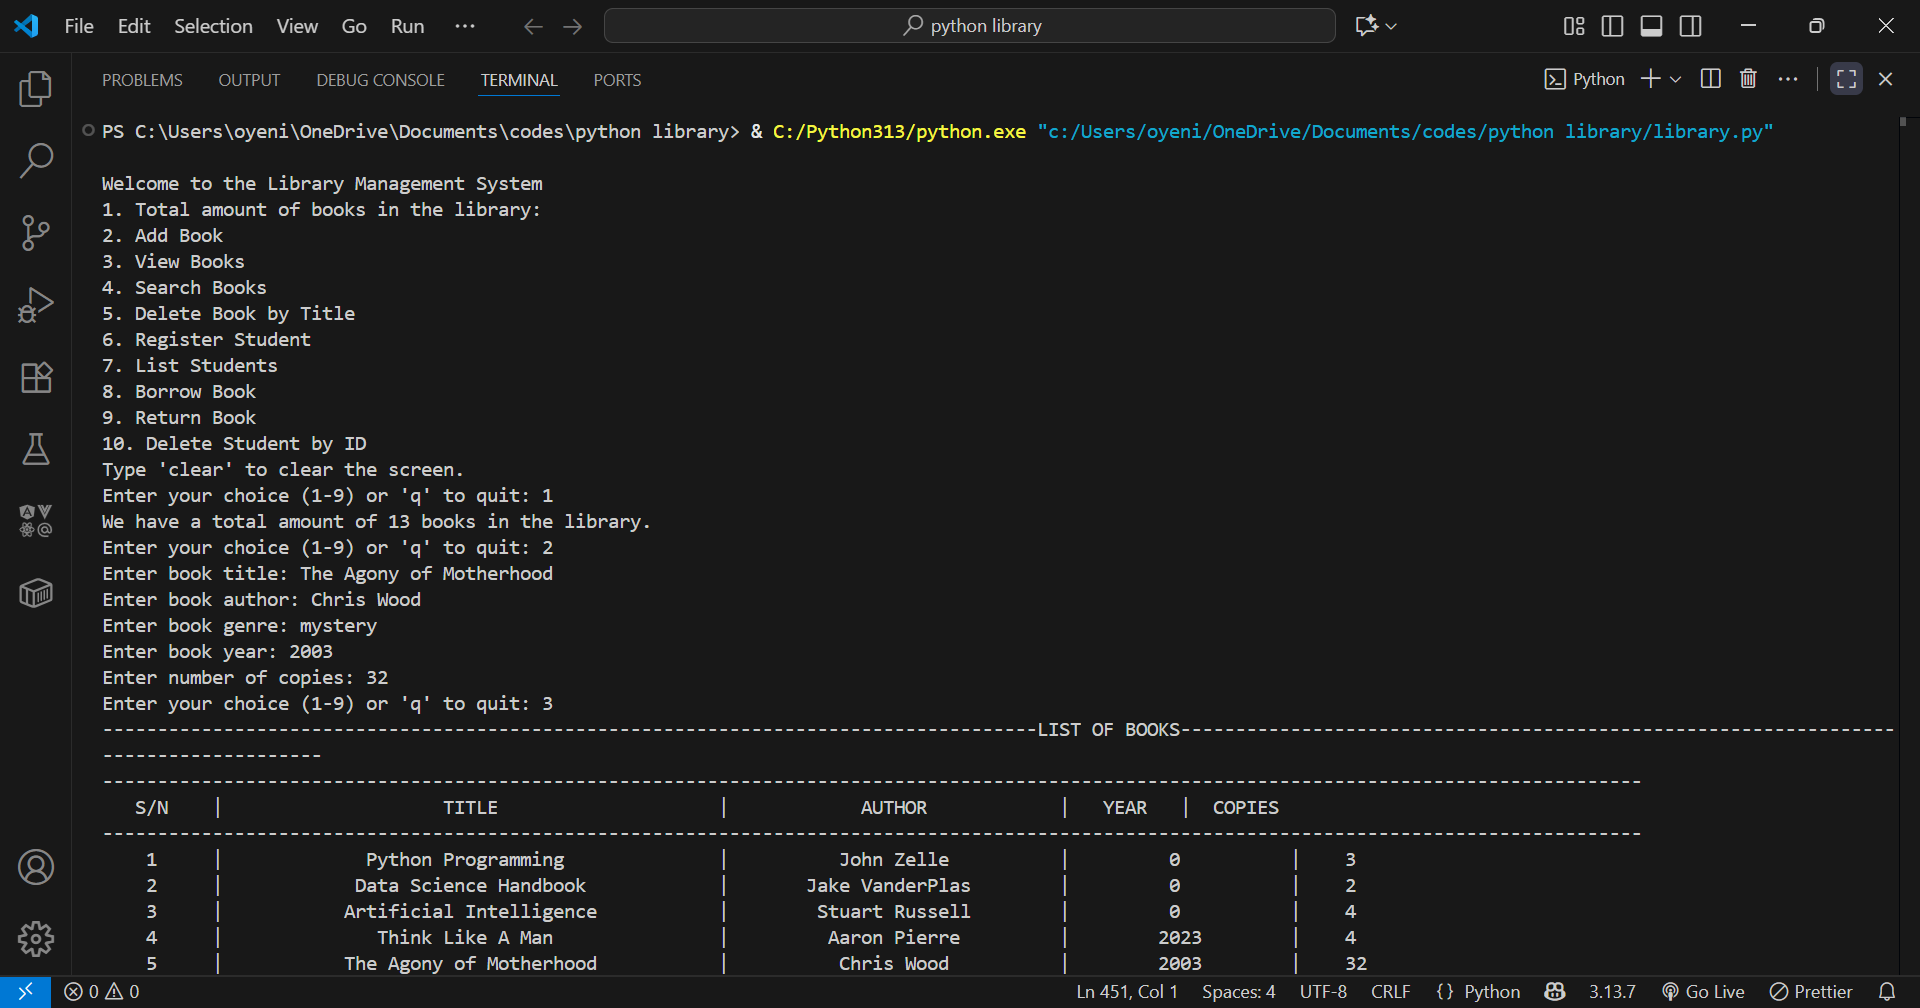 File Edit Selection View Go Run ··· python library
PROBLEMS OUTPUT DEBUG CONSOLE TERMINAL PORTS Python
PS C:\Users\oyeni\OneDrive\Documents\codes\python library> & C:/Python313/python.exe "c:/Users/oyeni/OneDrive/Documents/codes/python library/library.py"
Welcome to the Library Management System
1. Total amount of books in the library:
2. Add Book
3. View Books
4. Search Books
5. Delete Book by Title
6. Register Student
7. List Students
8. Borrow Book
9. Return Book
10. Delete Student by ID
Type 'clear' to clear the screen.
Enter your choice (1-9) or 'q' to quit: 1
We have a total amount of 13 books in the library.
Enter your choice (1-9) or 'q' to quit: 2
Enter book title: The Agony of Motherhood
Enter book author: Chris Wood
Enter book genre: mystery
Enter book year: 2003
Enter number of copies: 32
Enter your choice (1-9) or 'q' to quit: 3
-------------------------------------------------------------------------------------LIST OF BOOKS-----------------------------------------------------------------
--------------------
--------------------------------------------------------------------------------------------------------------------------------------------
S/N | TITLE | AUTHOR | YEAR | COPIES
--------------------------------------------------------------------------------------------------------------------------------------------
1 | Python Programming | John Zelle | 0 | 3
2 | Data Science Handbook | Jake VanderPlas | 0 | 2
3 | Artificial Intelligence | Stuart Russell | 0 | 4
4 | Think Like A Man | Aaron Pierre | 2023 | 4
5 | The Agony of Motherhood | Chris Wood | 2003 | 32
0 0 Ln 451, Col 1 Spaces: 4 UTF-8 CRLF {} Python 3.13.7 Go Live Prettier